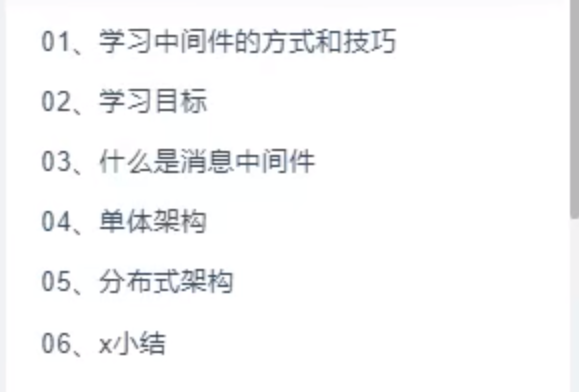 01、学习中间件的方式和技巧
02、学习目标
03、什么是消息中间件
04、单体架构
05、分布式架构
06、x小结